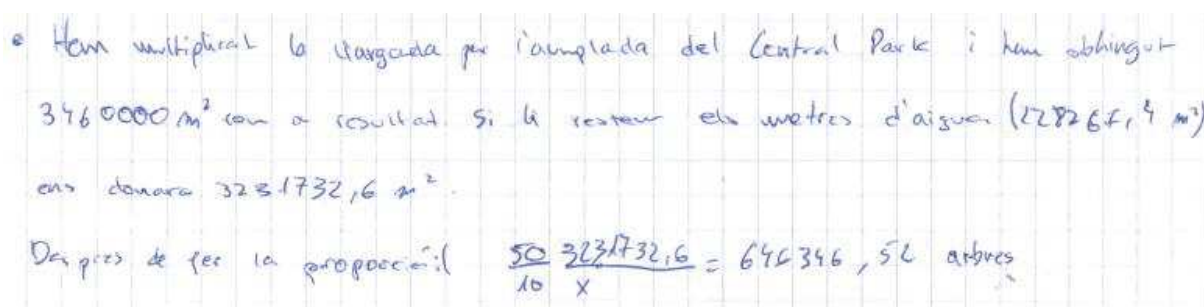 • Hem multiplicat la llargada per l'amplada del Central Park i hem obtingut
3460000 m² com a resultat. Si li restem els metres d'aigua (228267,4 m²)
ens donara 3231732,6 m².
Despres de fer la proporció:( 50/10 3231732,6/x = 646346,52 arbres